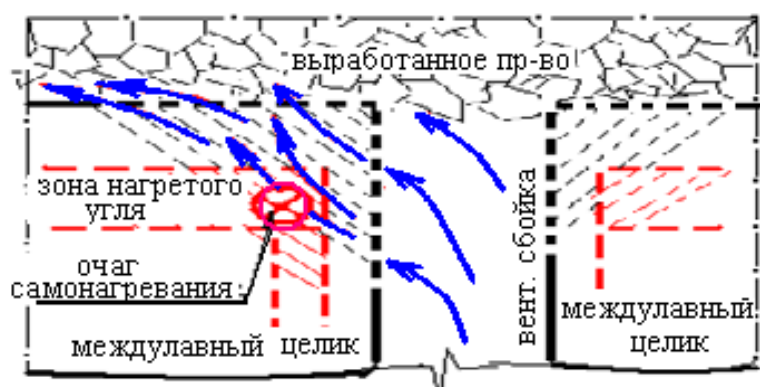 выработанное пр-во
зона нагретого
угля
очаг
самонагревания:
вент. сбойка
междулавный
целик
междулавный целик